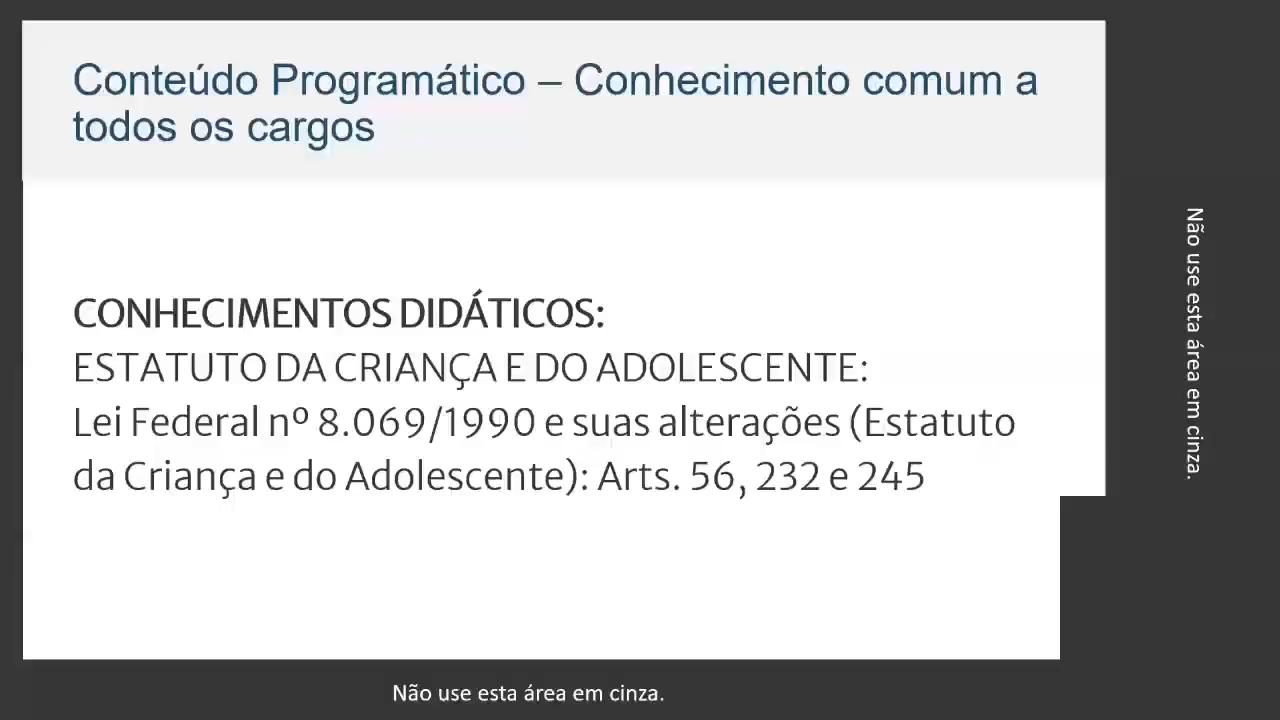 Conteúdo Programático – Conhecimento comum a
todos os cargos
CONHECIMENTOS DIDÁTICOS:
ESTATUTO DA CRIANÇA E DO ADOLESCENTE:
Lei Federal nº 8.069/1990 e suas alterações (Estatuto
da Criança e do Adolescente): Arts. 56, 232 e 245
Não use esta área em cinza.
Não use esta área em cinza.